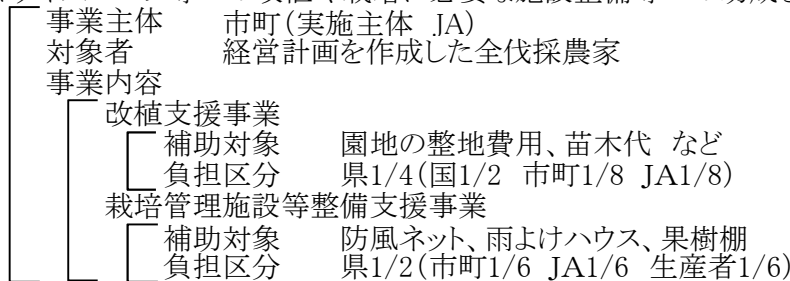 事業主体　市町(実施主体 JA)
対象者　経営計画を作成した全伐採農家
事業内容
改植支援事業
補助対象　園地の整地費用、苗木代 など
負担区分　県1/4(国1/2 市町1/8 JA1/8)
栽培管理施設等整備支援事業
補助対象　防風ネット、雨よけハウス、果樹棚
負担区分　県1/2(市町1/6 JA1/6 生産者1/6)